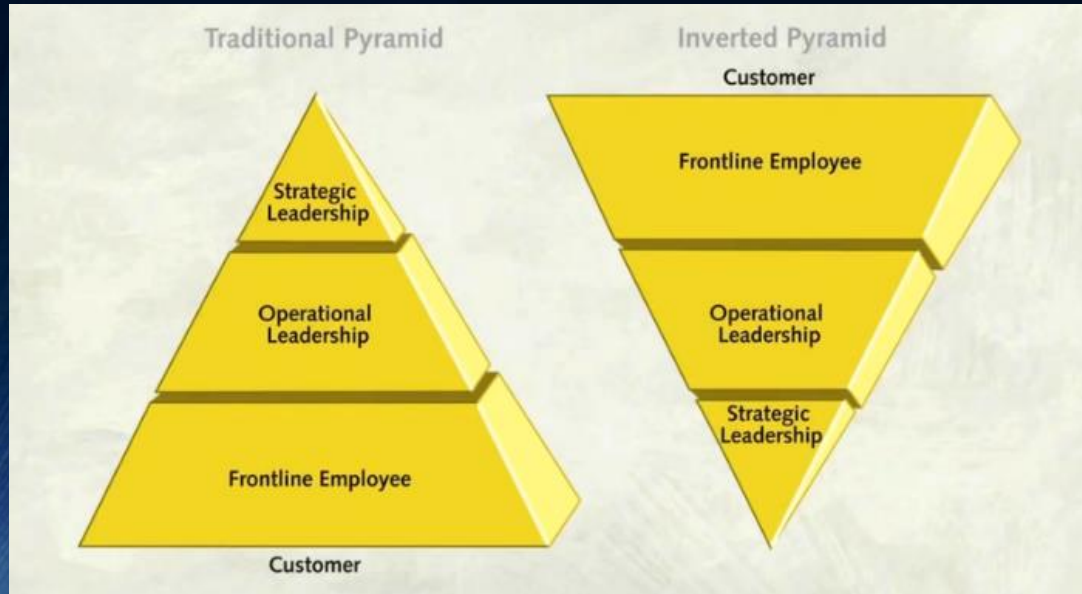 Traditional Pyramid
Strategic
Leadership
Operational
Leadership
Frontline Employee
Customer
Inverted Pyramid
Customer
Frontline Employee
Operational
Leadership
Strategic
Leadership